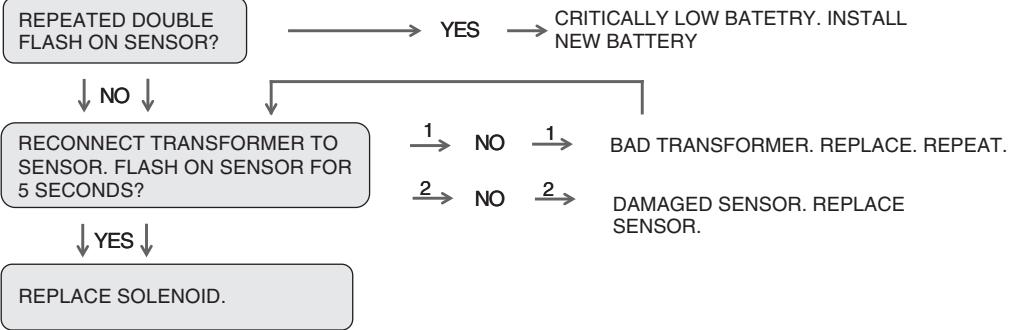 REPEATED DOUBLE
FLASH ON SENSOR?
YES
CRITICALLY LOW BATETRY. INSTALL
NEW BATTERY
NO
RECONNECT TRANSFORMER TO
SENSOR. FLASH ON SENSOR FOR
5 SECONDS?
1 NO 1
BAD TRANSFORMER. REPLACE. REPEAT.
2 NO 2
DAMAGED SENSOR. REPLACE
SENSOR.
YES
REPLACE SOLENOID.